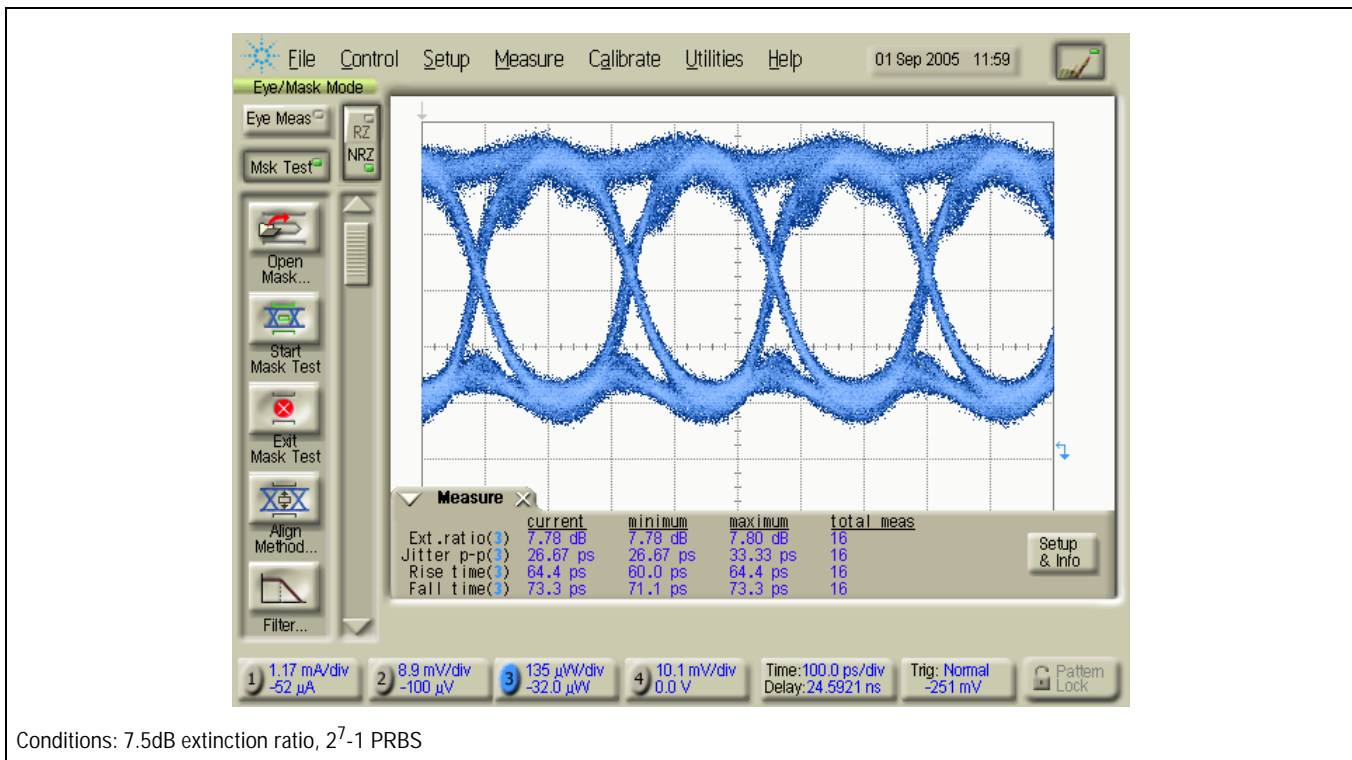 File Control Setup Measure Calibrate Utilities Help 01 Sep 2005 11:59
Eye/Mask Mode
Eye Meas
RZ
NRZ
Msk Test
Open
Mask...
Start
Mask Test
Exit
Mask Test
Align
Method...
Filter...
Measure
current minimum maximum total meas
Ext.ratio(3) 7.78 dB 7.78 dB 7.80 dB 16
Jitter p-p(3) 26.67 ps 26.67 ps 33.33 ps 16
Rise time(3) 64.4 ps 60.0 ps 64.4 ps 16
Fall time(3) 73.3 ps 71.1 ps 73.3 ps 16
Setup
& Info
1 1.17 mA/div
-52 µA
2 8.9 mV/div
-100 µV
3 135 µW/div
-32.0 µW
4 10.1 mV/div
0.0 V
Time:100.0 ps/div
Delay:24.5921 ns
Trig: Normal
-251 mV
Pattern
Lock
Conditions: 7.5dB extinction ratio, 2⁷-1 PRBS